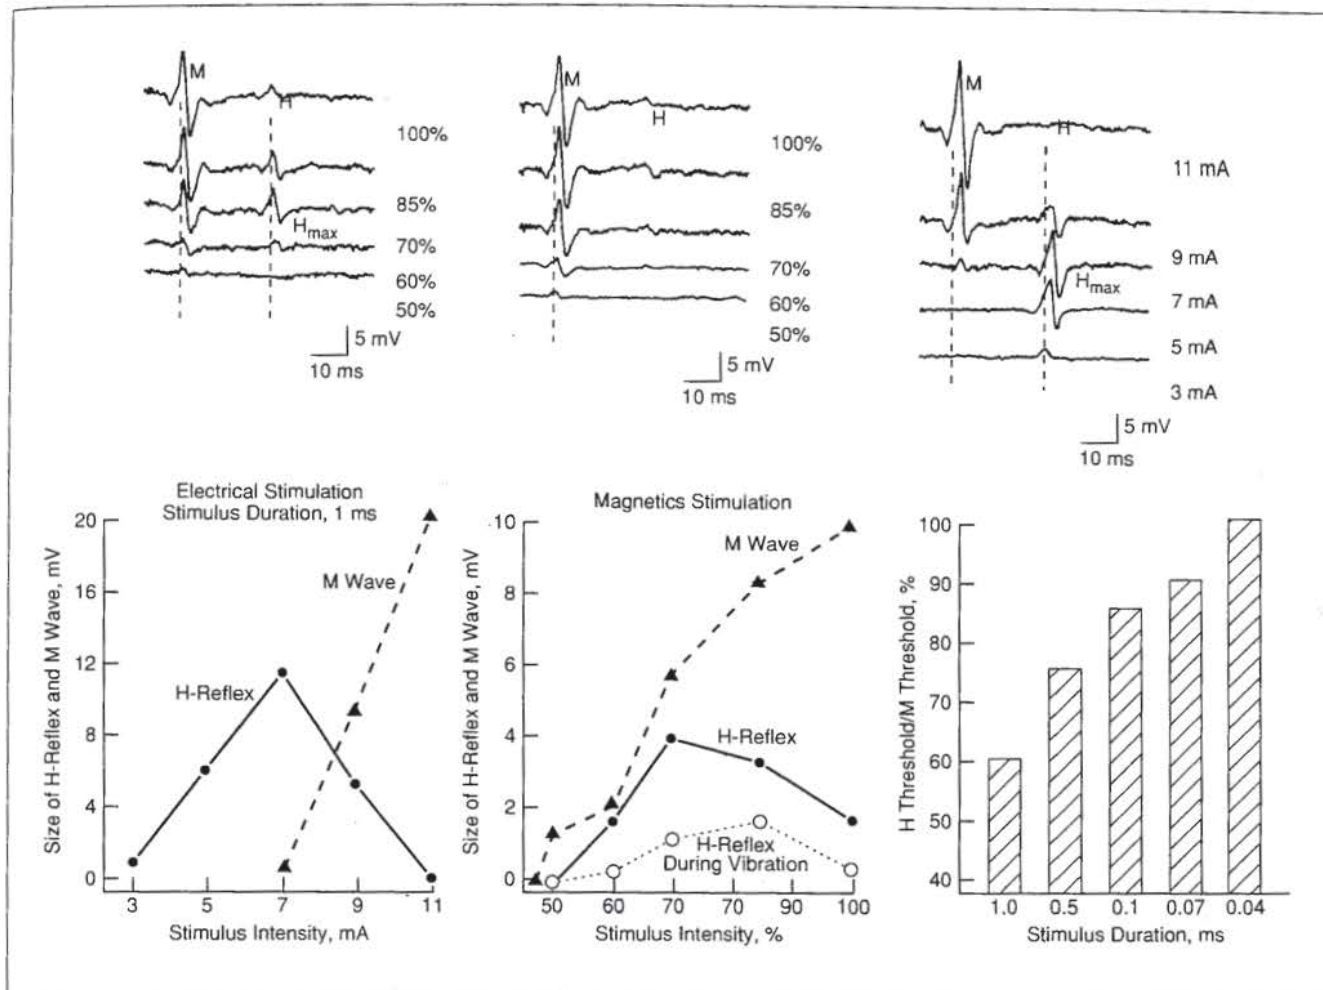 M
H
100%
85%
Hmax
70%
60%
50%
5 mV
10 ms
M
H
100%
85%
70%
60%
50%
5 mV
10 ms
M
H
11 mA
9 mA
Hmax
7 mA
5 mA
3 mA
5 mV
10 ms
Electrical Stimulation
Stimulus Duration, 1 ms
Size of H-Reflex and M Wave, mV
20
16
12
8
4
0
M Wave
H-Reflex
3 5 7 9 11
Stimulus Intensity, mA
Magnetics Stimulation
Size of H-Reflex and M Wave, mV
10
8
6
4
2
0
M Wave
H-Reflex
H-Reflex
During Vibration
50 60 70 80 90 100
Stimulus Intensity, %
H Threshold/M Threshold, %
100
90
80
70
60
50
40
1.0 0.5 0.1 0.07 0.04
Stimulus Duration, ms